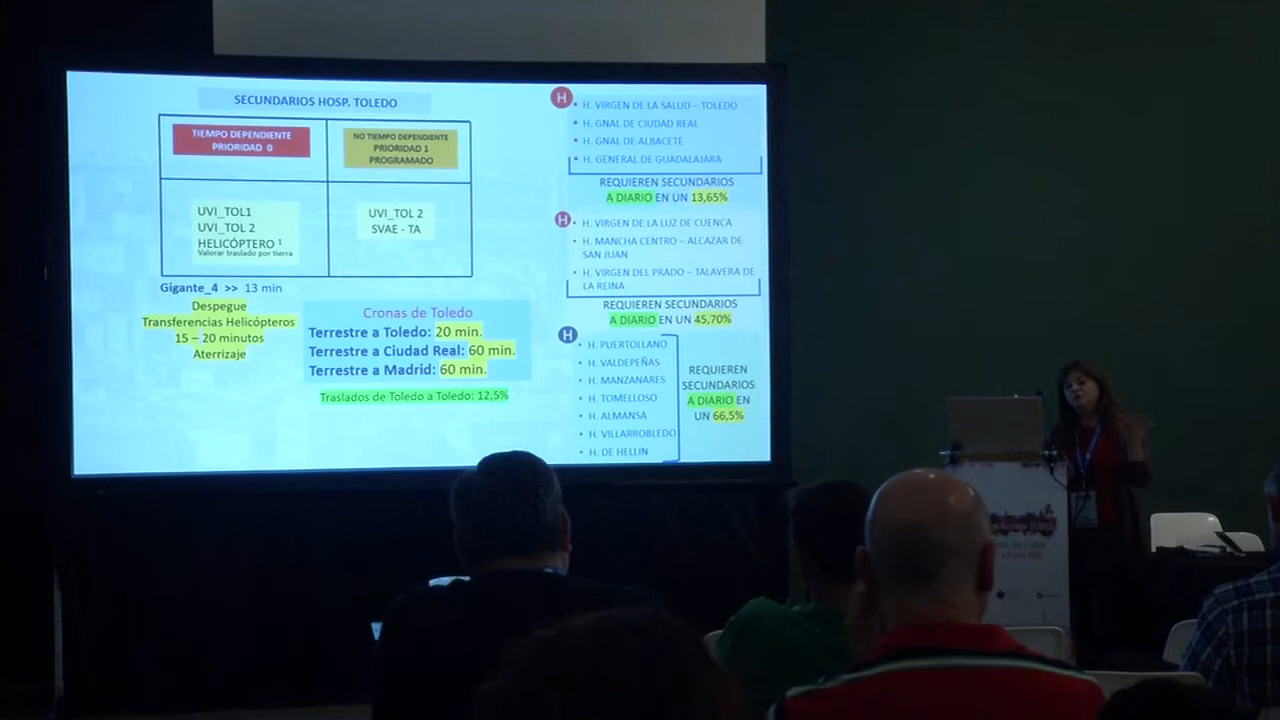 SECUNDARIOS HOSP. TOLEDO
TIEMPO DEPENDIENTE
PRIORIDAD 0
NO TIEMPO DEPENDIENTE
PRIORIDAD 1
PROGRAMADO
UVI_TOL1
UVI_TOL 2
HELICÓPTERO 1
Valorar traslado por tierra
UVI_TOL 2
SVAE - TA
Gigante_4 >> 13 min
Despegue
Transferencias Helicópteros
15 – 20 minutos
Aterrizaje
Cronas de Toledo
Terrestre a Toledo: 20 min.
Terrestre a Ciudad Real: 60 min.
Terrestre a Madrid: 60 min.
Traslados de Toledo a Toledo: 12,5%
H
• H. VIRGEN DE LA SALUD – TOLEDO
• H. GNAL DE CIUDAD REAL
• H. GNAL DE ALBACETE
• H. GENERAL DE GUADALAJARA
REQUIEREN SECUNDARIOS
A DIARIO EN UN 13,65%
H
• H. VIRGEN DE LA LUZ DE CUENCA
• H. MANCHA CENTRO – ALCAZAR DE
SAN JUAN
• H. VIRGEN DEL PRADO – TALAVERA DE
LA REINA
REQUIEREN SECUNDARIOS
A DIARIO EN UN 45,70%
H
• H. PUERTOLLANO
• H. VALDEPEÑAS
• H. MANZANARES
• H. TOMELLOSO
• H. ALMANSA
• H. VILLARROBLEDO
• H. DE HELLIN
REQUIEREN
SECUNDARIOS
A DIARIO EN
UN 66,5%